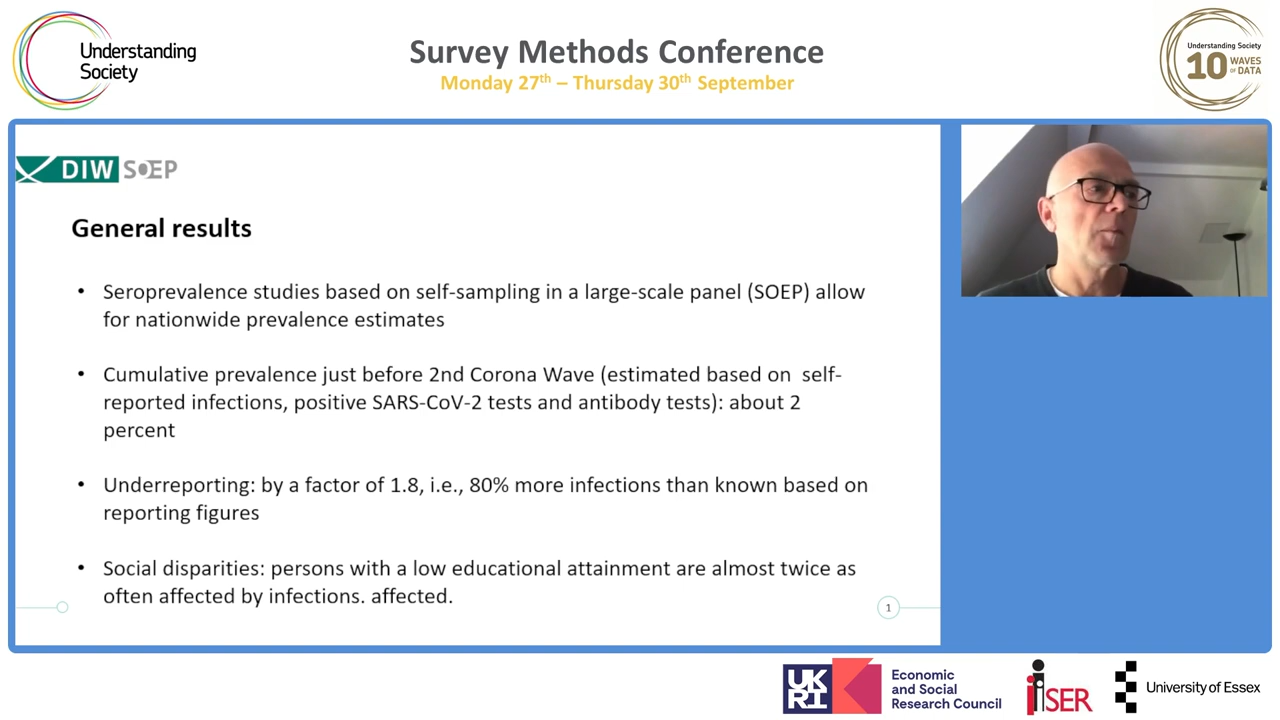 Understanding
Society
Survey Methods Conference
Monday 27th – Thursday 30th September
Understanding Society
10 WAVES
OF DATA
DIW SOEP
General results
• Seroprevalence studies based on self-sampling in a large-scale panel (SOEP) allow
for nationwide prevalence estimates
• Cumulative prevalence just before 2nd Corona Wave (estimated based on self-
reported infections, positive SARS-CoV-2 tests and antibody tests): about 2
percent
• Underreporting: by a factor of 1.8, i.e., 80% more infections than known based on
reporting figures
• Social disparities: persons with a low educational attainment are almost twice as
often affected by infections. affected.
1
UK
RI
Economic
and Social
Research Council
iSER
University of Essex